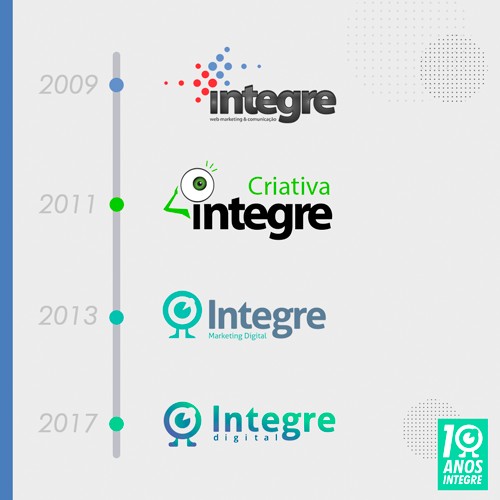 2009
integre
web marketing & comunicação
2011
Criativa
integre
2013
Integre
Marketing Digital
2017
Integre
digital
10
ANOS
INTEGRE